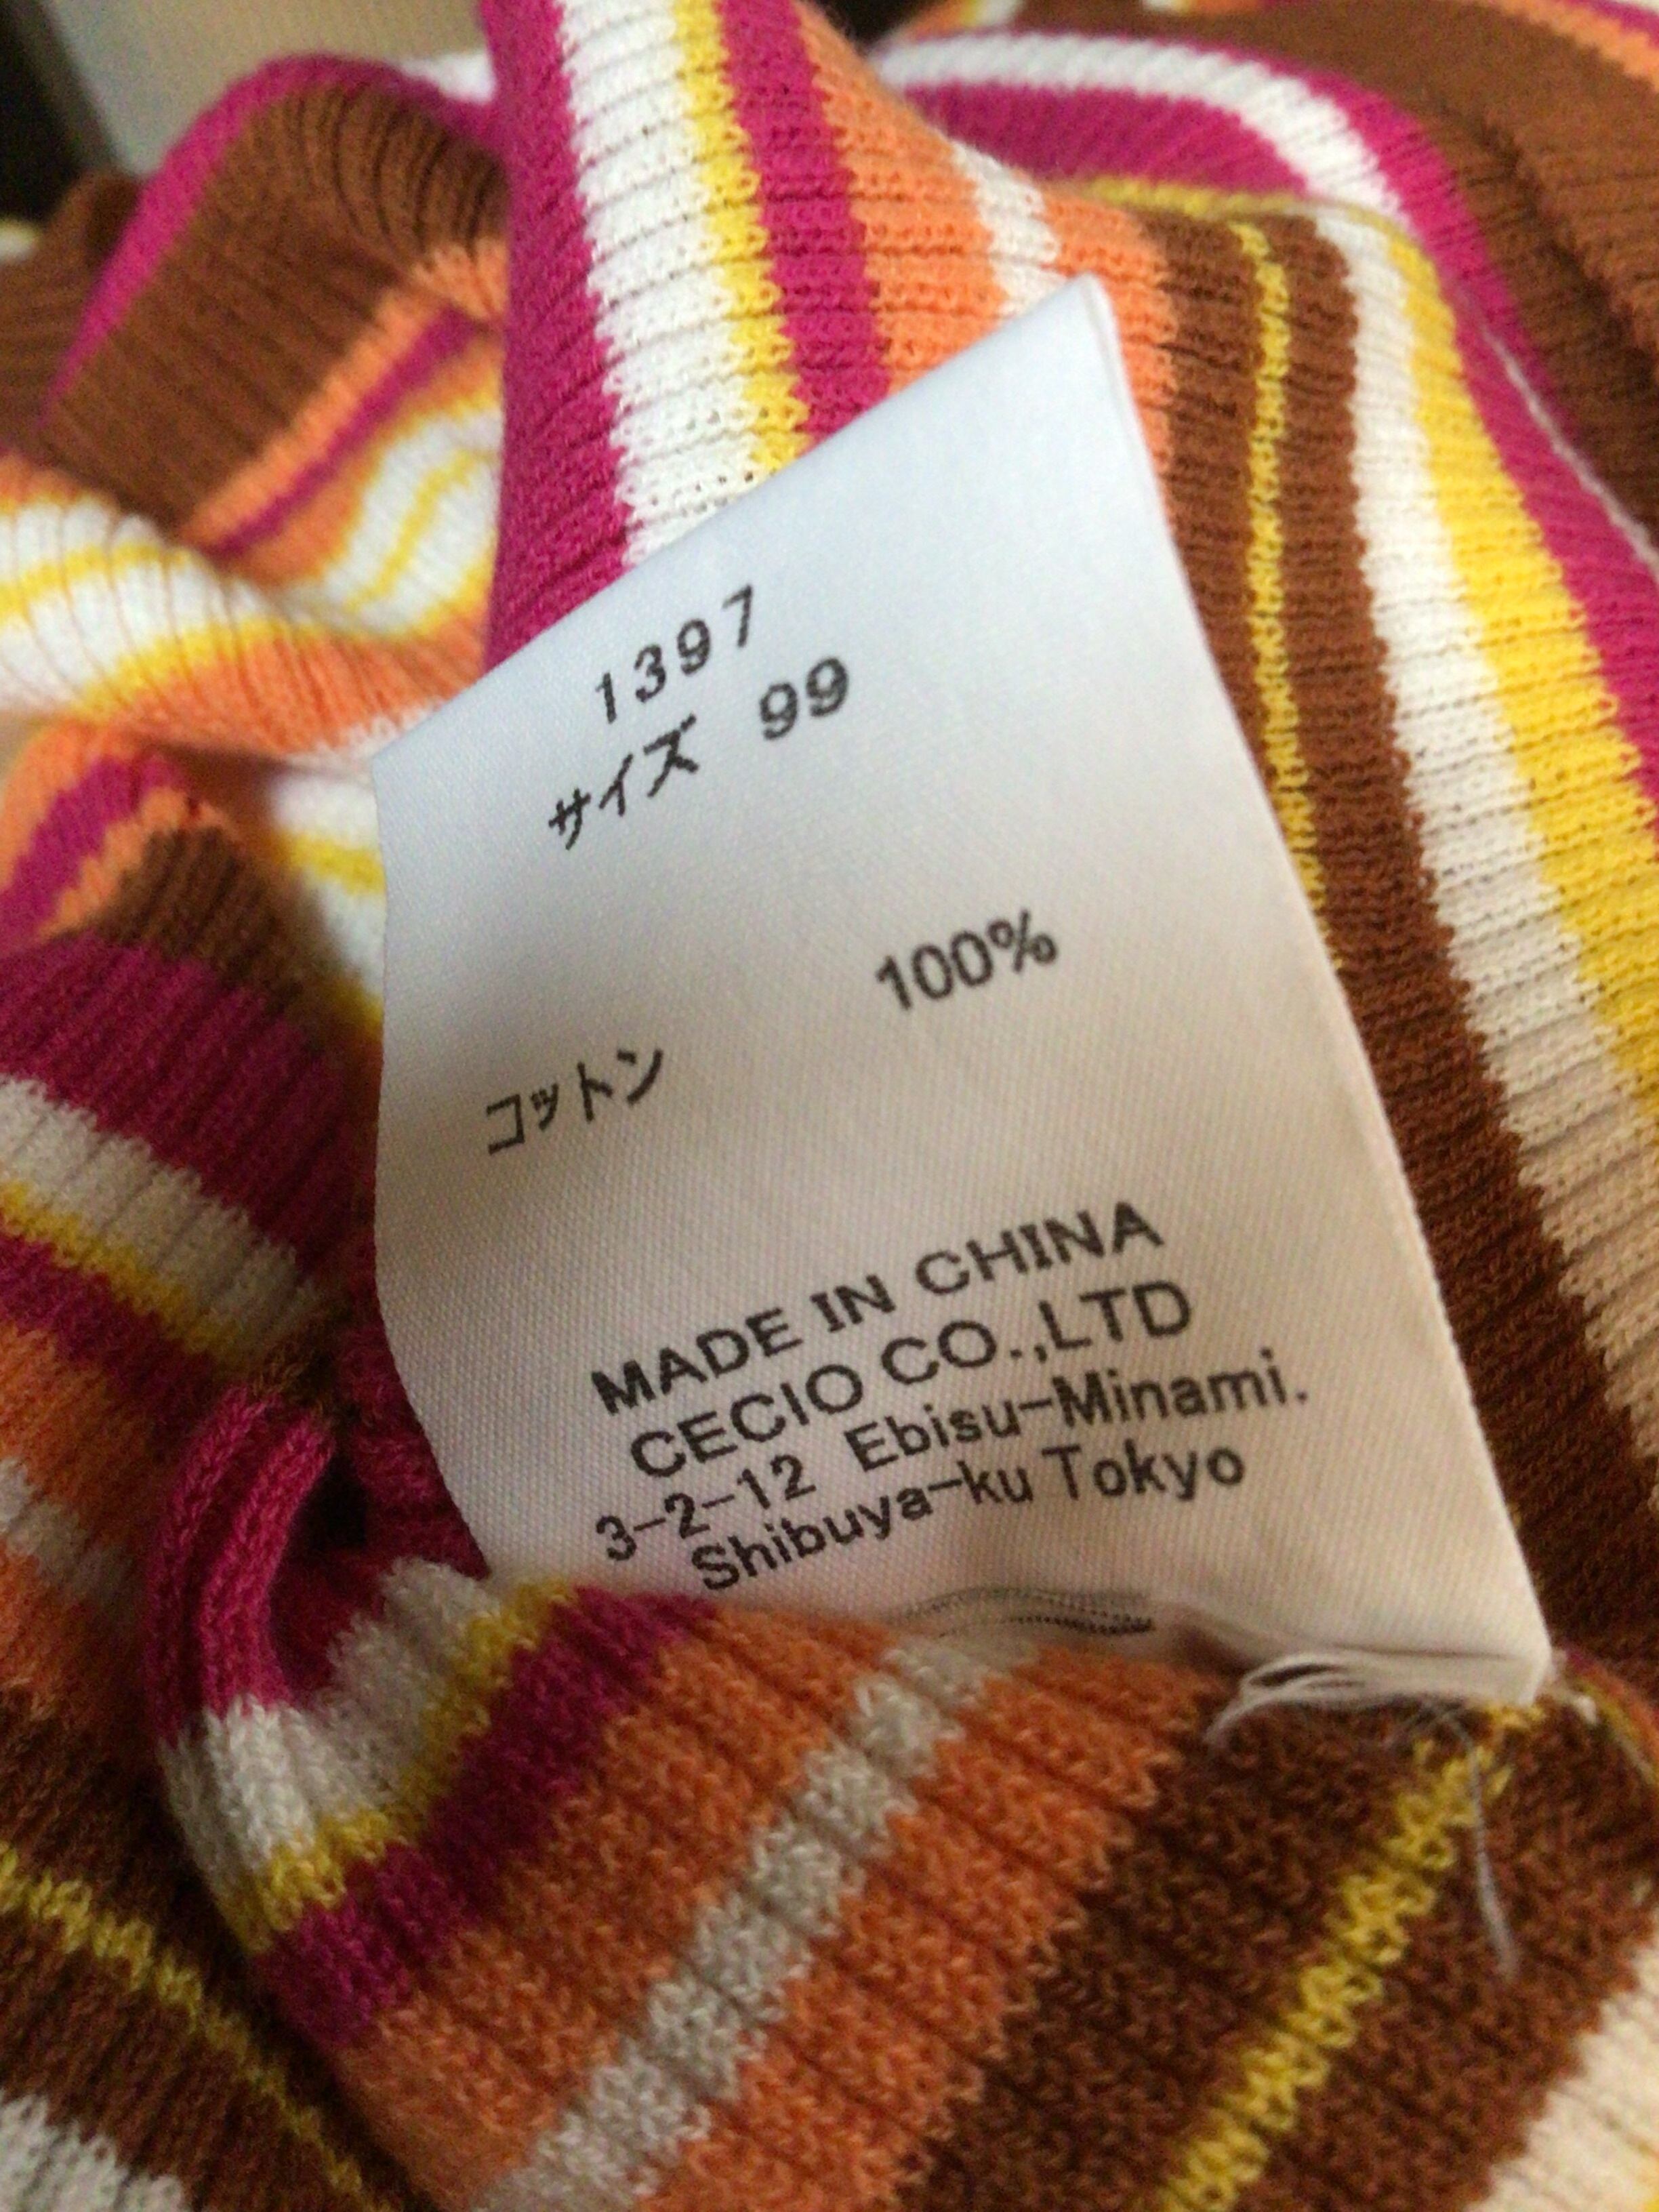 1397
サイズ 99
100%
コットン
MADE IN CHINA
CECIO CO.,LTD
3-2-12 Ebisu-Minami.
Shibuya-ku Tokyo